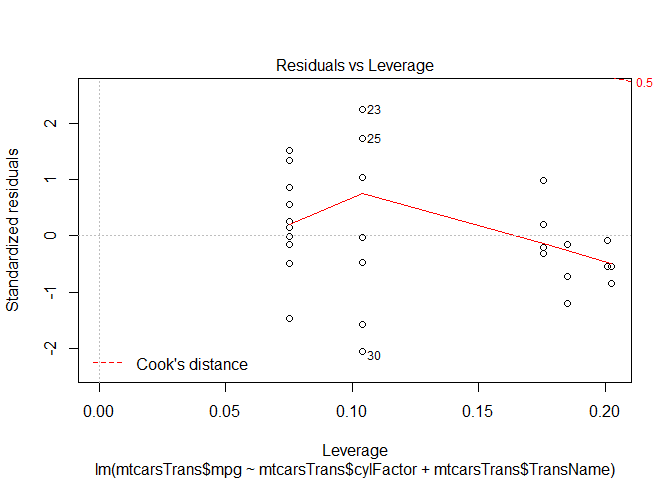 Residuals vs Leverage
0.5
2
1
0
-1
-2
Standardized residuals
23
25
30
Cook's distance
0.00 0.05 0.10 0.15 0.20
Leverage
lm(mtcarsTrans$mpg ~ mtcarsTrans$cylFactor + mtcarsTrans$TransName)